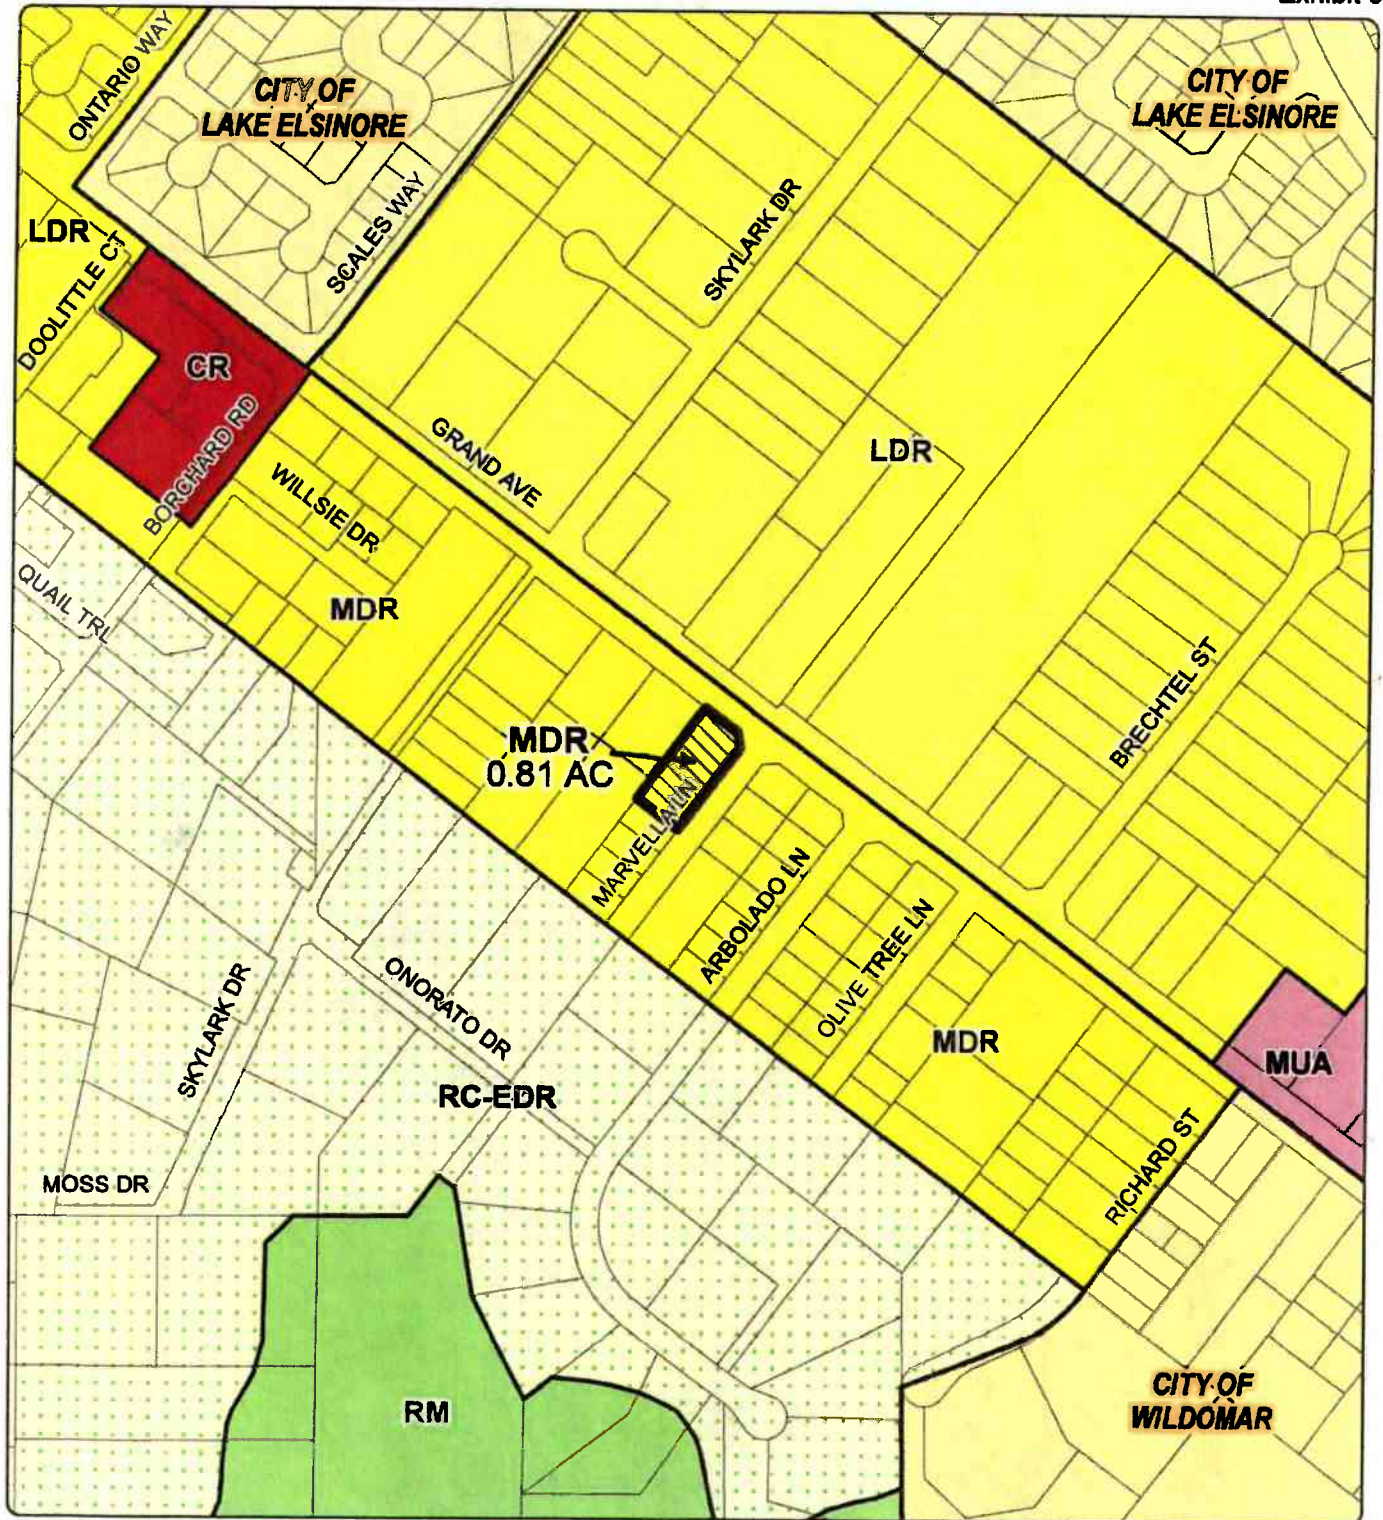 ONTARIO WAY
CITY OF
LAKE ELSINORE
CITY OF
LAKE ELSINORE
SCALES WAY
SKYLARK DR
LDR
DOOLITTLE CT
CR
BORCHARD RD
GRAND AVE
LDR
WILLSIE DR
QUAIL TRL
MDR
BRECHTEL ST
MDR
0.81 AC
MARVELLA LN
ARBOLADO LN
OLIVE TREE LN
SKYLARK DR
ONORATO DR
MDR
MUA
RC-EDR
RICHARD ST
MOSS DR
RM
CITY OF
WILDOMAR